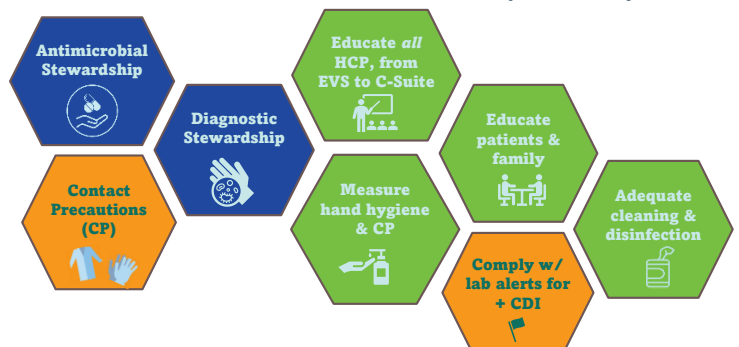 Antimicrobial
Stewardship
Diagnostic
Stewardship
Contact
Precautions
(CP)
Educate all
HCP, from
EVS to C-Suite
Measure
hand hygiene
& CP
Educate
patients &
family
Comply w/
lab alerts for
+ CDI
Adequate
cleaning &
disinfection